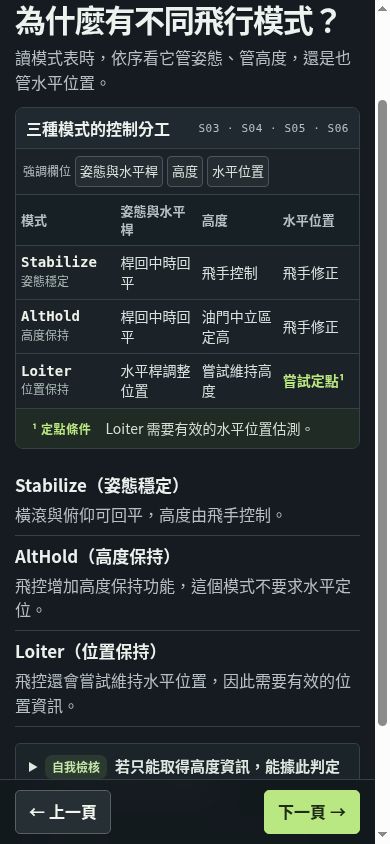 為什麼有不同飛行模式？
讀模式表時，依序看它管姿態、管高度，還是也
管水平位置。
三種模式的控制分工 S03 · S04 · S05 · S06
強調欄位 姿態與水平桿 高度 水平位置
模式 姿態與水平桿 高度 水平位置
Stabilize 桿回中時回平 飛手控制 飛手修正
姿態穩定
AltHold 桿回中時回平 油門中立區定高 飛手修正
高度保持
Loiter 水平桿調整位置 嘗試維持高度 嘗試定點¹
位置保持
¹ 定點條件 Loiter 需要有效的水平位置估測。
Stabilize（姿態穩定）
橫滾與俯仰可回平，高度由飛手控制。
AltHold（高度保持）
飛控增加高度保持功能，這個模式不要求水平定
位。
Loiter（位置保持）
飛控還會嘗試維持水平位置，因此需要有效的位
置資訊。
▶ 自我檢核 若只能取得高度資訊，能據此判定
← 上一頁 下一頁 →